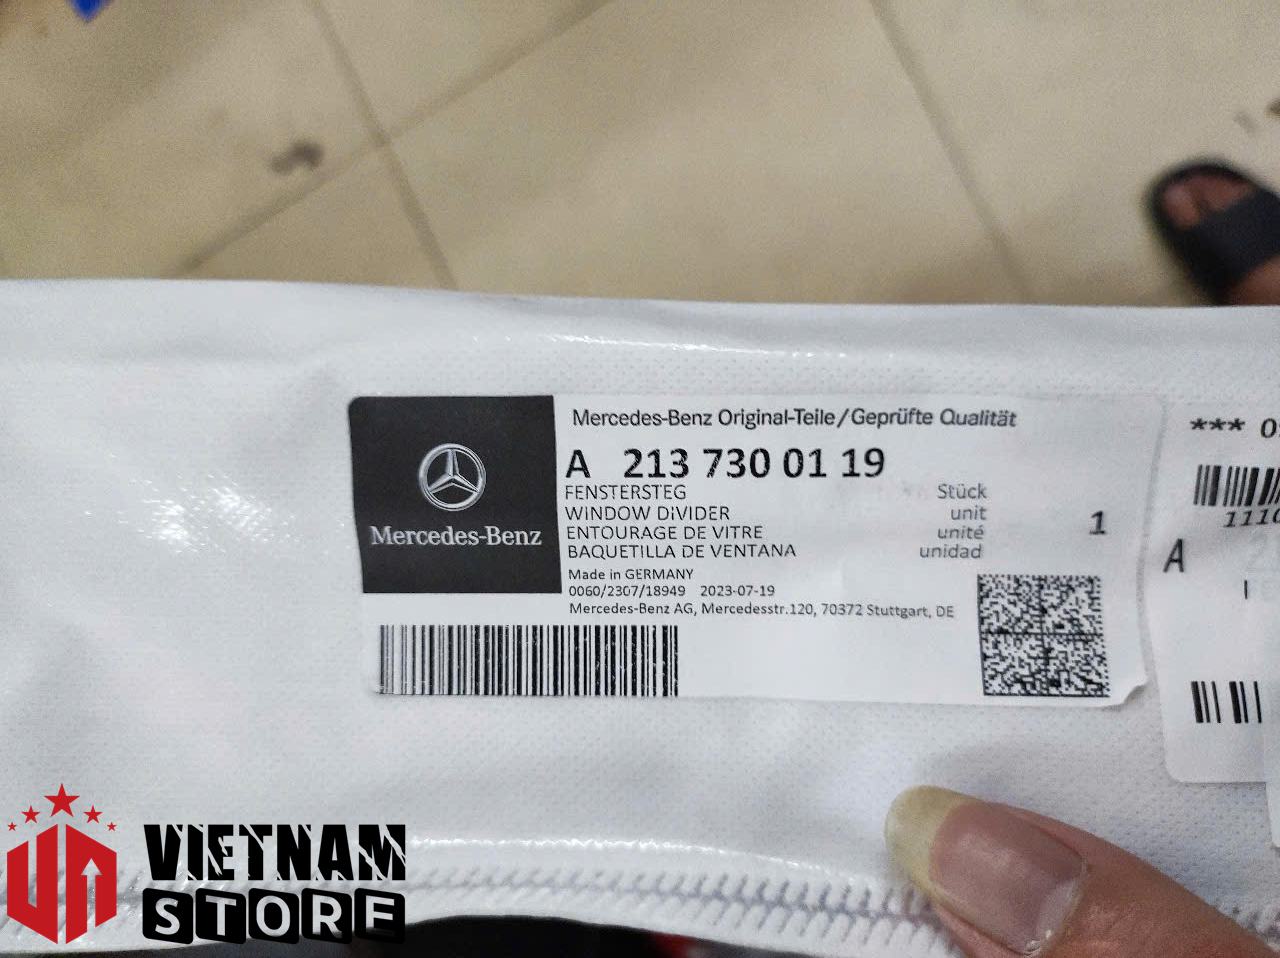 Mercedes-Benz Original-Teile/Geprüfte Qualität
A 213 730 01 19
FENSTERSTEG
WINDOW DIVIDER
ENTOURAGE DE VITRE
BAQUETILLA DE VENTANA
Stück
unit
unité
unidad
1
Made in GERMANY
0060/2307/18949 2023-07-19
Mercedes-Benz AG, Mercedesstr.120, 70372 Stuttgart, DE
Mercedes-Benz
***
A
VIETNAM
STORE